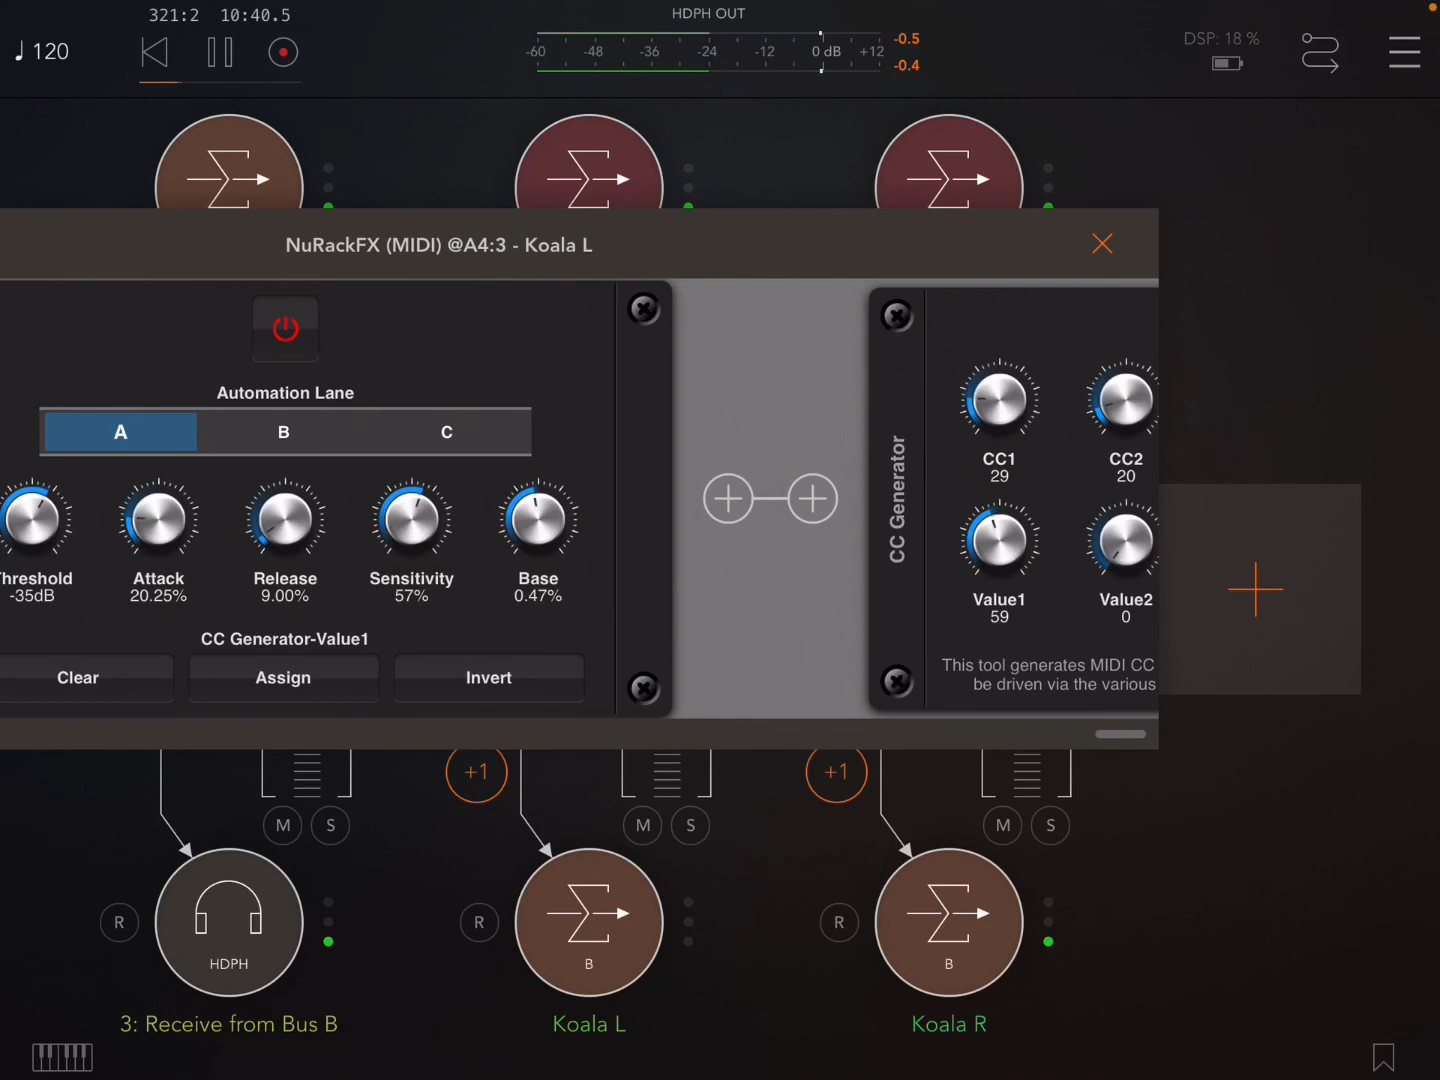 321:2 10:40.5
HDPH OUT
♩ 120
-60 -48 -36 -24 -12 0 dB +12
-0.5
-0.4
DSP: 18 %
NuRackFX (MIDI) @A4:3 - Koala L
Automation Lane
A B C
Threshold Attack Release Sensitivity Base
-35dB 20.25% 9.00% 57% 0.47%
CC Generator-Value1
Clear Assign Invert
CC Generator
CC1 CC2
29 20
Value1 Value2
59 0
This tool generates MIDI CC
be driven via the various
+1 +1
M S M S M S
R R R
HDPH B B
3: Receive from Bus B Koala L Koala R